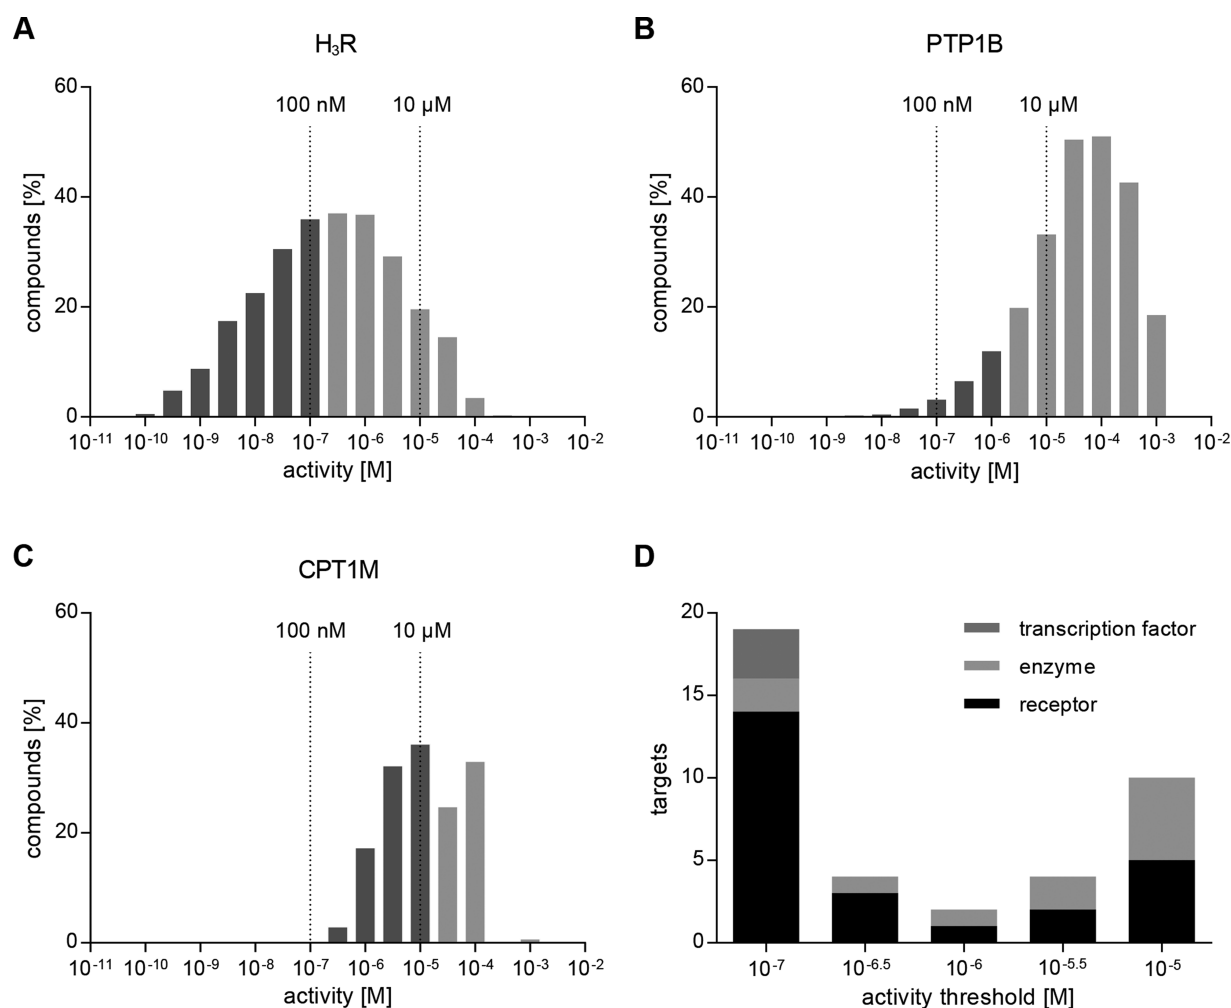 A
H₃R
60
40
20
0
compounds [%]
100 nM
10 µM
10⁻¹¹ 10⁻¹⁰ 10⁻⁹ 10⁻⁸ 10⁻⁷ 10⁻⁶ 10⁻⁵ 10⁻⁴ 10⁻³ 10⁻²
activity [M]
B
PTP1B
60
40
20
0
compounds [%]
100 nM
10 µM
10⁻¹¹ 10⁻¹⁰ 10⁻⁹ 10⁻⁸ 10⁻⁷ 10⁻⁶ 10⁻⁵ 10⁻⁴ 10⁻³ 10⁻²
activity [M]
C
CPT1M
60
40
20
0
compounds [%]
100 nM
10 µM
10⁻¹¹ 10⁻¹⁰ 10⁻⁹ 10⁻⁸ 10⁻⁷ 10⁻⁶ 10⁻⁵ 10⁻⁴ 10⁻³ 10⁻²
activity [M]
D
20
15
10
5
0
targets
transcription factor
enzyme
receptor
10⁻⁷ 10⁻⁶·⁵ 10⁻⁶ 10⁻⁵·⁵ 10⁻⁵
activity threshold [M]